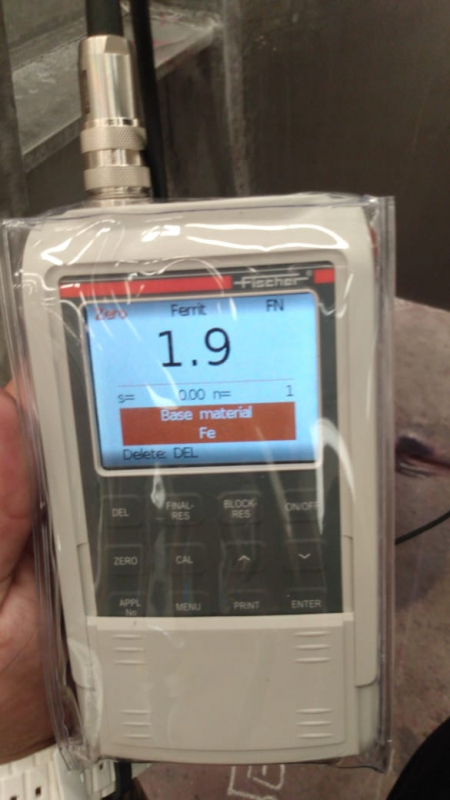 Fischer®
Zero Ferrit FN
1.9
s= 0.00 n= 1
Base material
Fe
Delete: DEL
DEL FINAL-RES BLOCK-RES ON/OFF
ZERO CAL
APPL No MENU PRINT ENTER